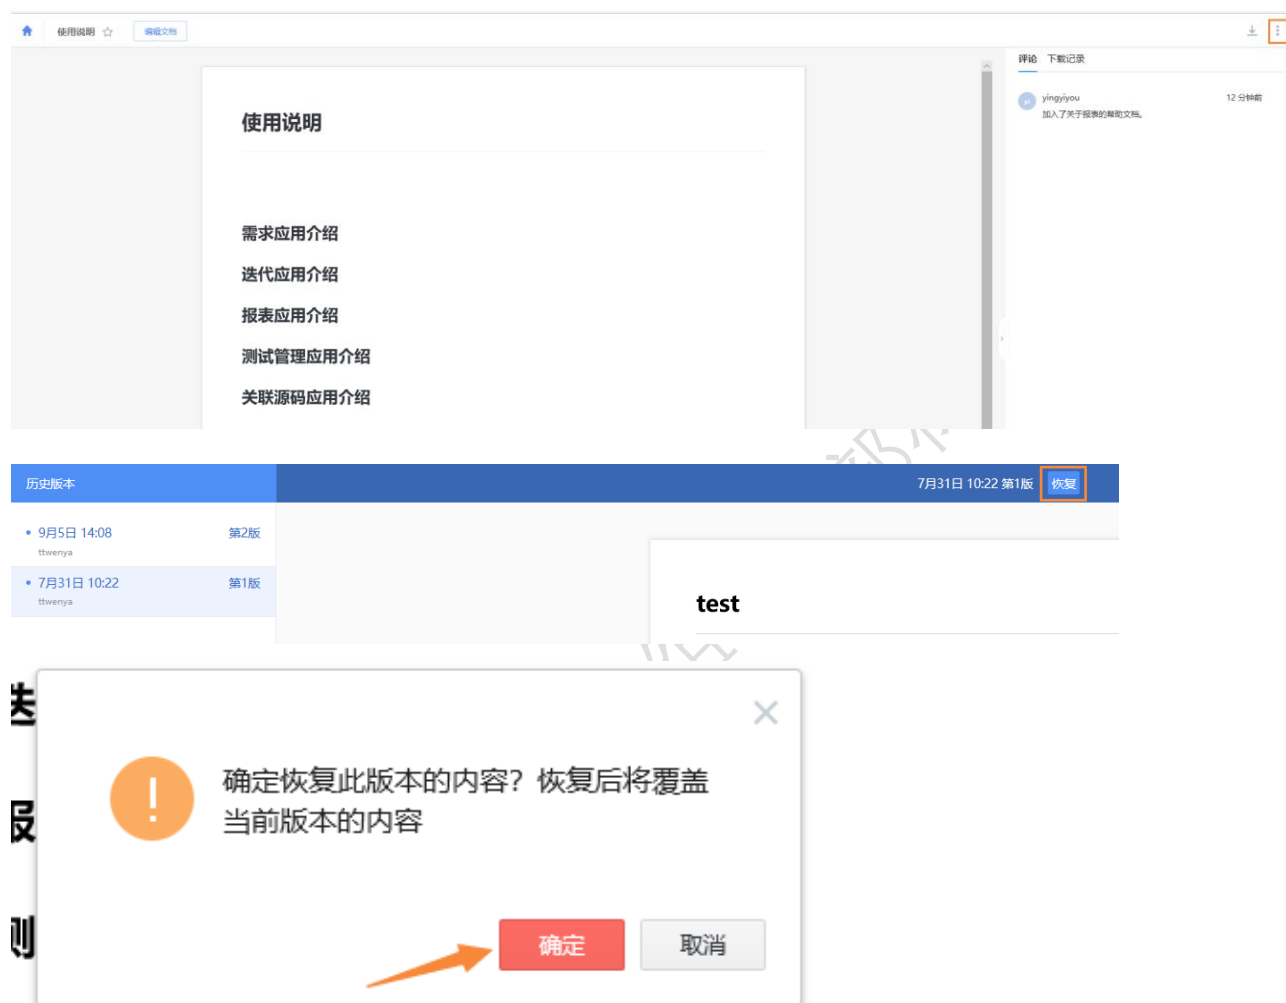 使用说明
编辑文档
评论 下载记录
yingyiyou 12 分钟前
加入了关于报表的帮助文档。
使用说明
需求应用介绍
迭代应用介绍
报表应用介绍
测试管理应用介绍
关联源码应用介绍
历史版本
7月31日 10:22 第1版 恢复
9月5日 14:08 第2版
ttwenya
7月31日 10:22 第1版
ttwenya
test
确定恢复此版本的内容？恢复后将覆盖
当前版本的内容
确定 取消